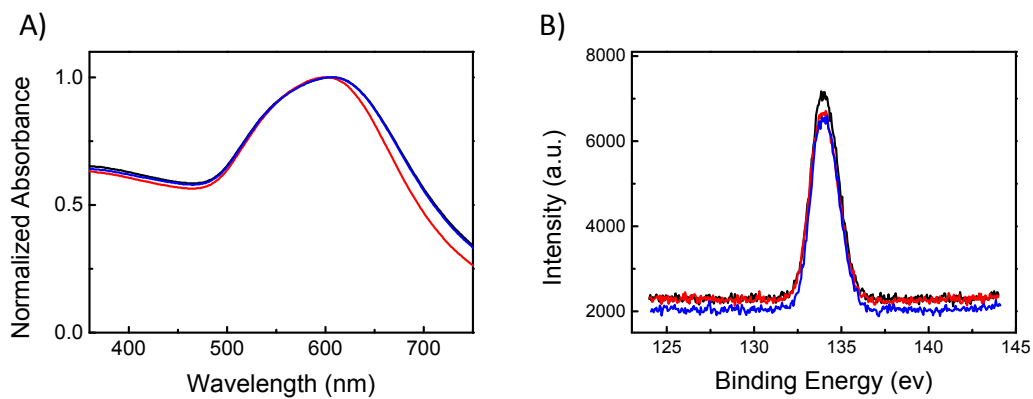 A)
B)
Normalized Absorbance
1.0
0.5
0.0
400
500
600
700
Wavelength (nm)
Intensity (a.u.)
8000
6000
4000
2000
125
130
135
140
145
Binding Energy (ev)